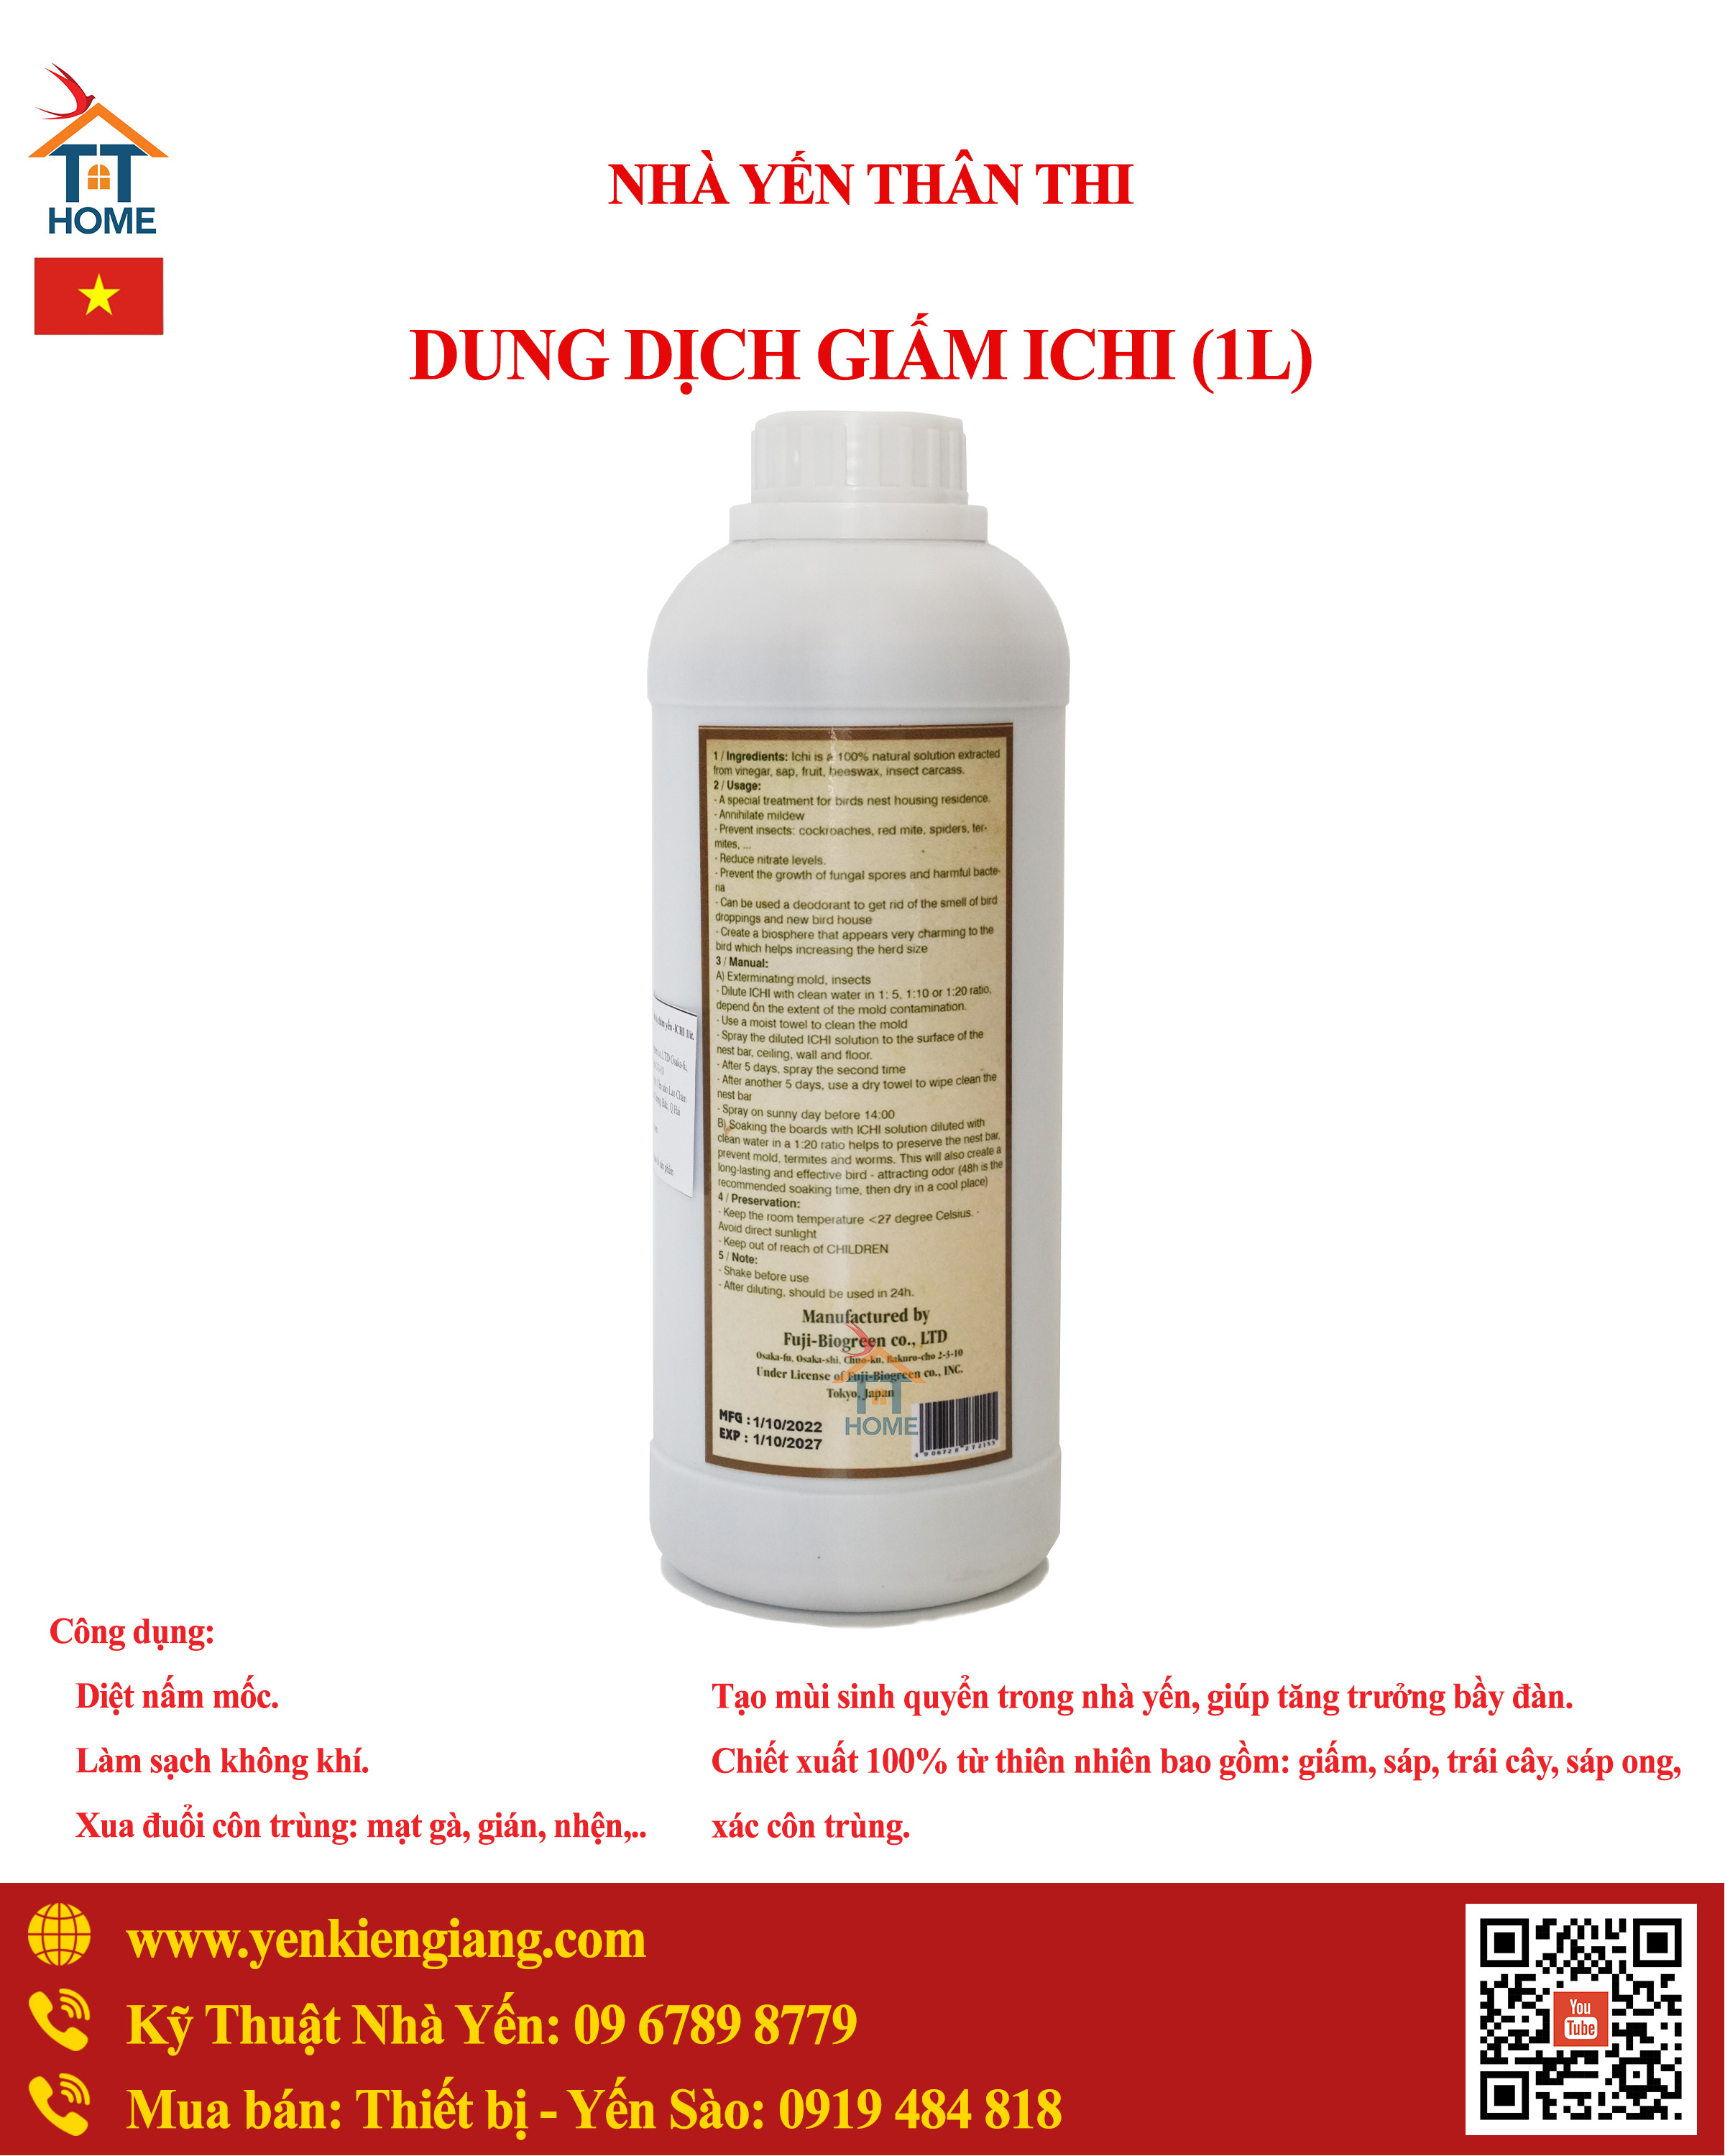 TT
HOME
NHÀ YẾN THÂN THI
DUNG DỊCH GIẤM ICHI (1L)
1 / Ingredients: Ichi is a 100% natural solution extracted
from vinegar, sap, fruit, beeswax, insect carcass.
2 / Usage:
- A special treatment for birds nest housing residence.
- Annihilate mildew
- Prevent insects: cockroaches, red mite, spiders, ter-
mites, ...
- Reduce nitrate levels.
- Prevent the growth of fungal spores and harmful bacte-
ria
- Can be used a deodorant to get rid of the smell of bird
droppings and new bird house
- Create a biosphere that appears very charming to the
bird which helps increasing the herd size
3 / Manual:
A) Exterminating mold, insects
- Dilute ICHI with clean water in 1: 5, 1:10 or 1:20 ratio,
depend on the extent of the mold contamination.
- Use a moist towel to clean the mold
- Spray the diluted ICHI solution to the surface of the
nest bar, ceiling, wall and floor.
- After 5 days, spray the second time
- After another 5 days, use a dry towel to wipe clean the
nest bar
- Spray on sunny day before 14:00
B) Soaking the boards with ICHI solution diluted with
clean water in a 1:20 ratio helps to preserve the nest bar,
prevent mold, termites and worms. This will also create a
long-lasting and effective bird - attracting odor (48h is the
recommended soaking time, then dry in a cool place)
4 / Preservation:
- Keep the room temperature <27 degree Celsius. -
Avoid direct sunlight
- Keep out of reach of CHILDREN
5 / Note:
- Shake before use
- After diluting, should be used in 24h.
Manufactured by
Fuji-Biogreen co., LTD
Osaka-fu, Osaka-shi, Chuo-ku, Bakuro-cho 2-3-10
Under License of Fuji-Biogreen co., INC.
Tokyo, Japan
TT
HOME
MFG : 1/10/2022
EXP : 1/10/2027
Công dụng:
Diệt nấm mốc.
Làm sạch không khí.
Xua đuổi côn trùng: mạt gà, gián, nhện,..
Tạo mùi sinh quyển trong nhà yến, giúp tăng trưởng bầy đàn.
Chiết xuất 100% từ thiên nhiên bao gồm: giấm, sáp, trái cây, sáp ong,
xác côn trùng.
www.yenkiengiang.com
Kỹ Thuật Nhà Yến: 09 6789 8779
Mua bán: Thiết bị - Yến Sào: 0919 484 818
You
Tube